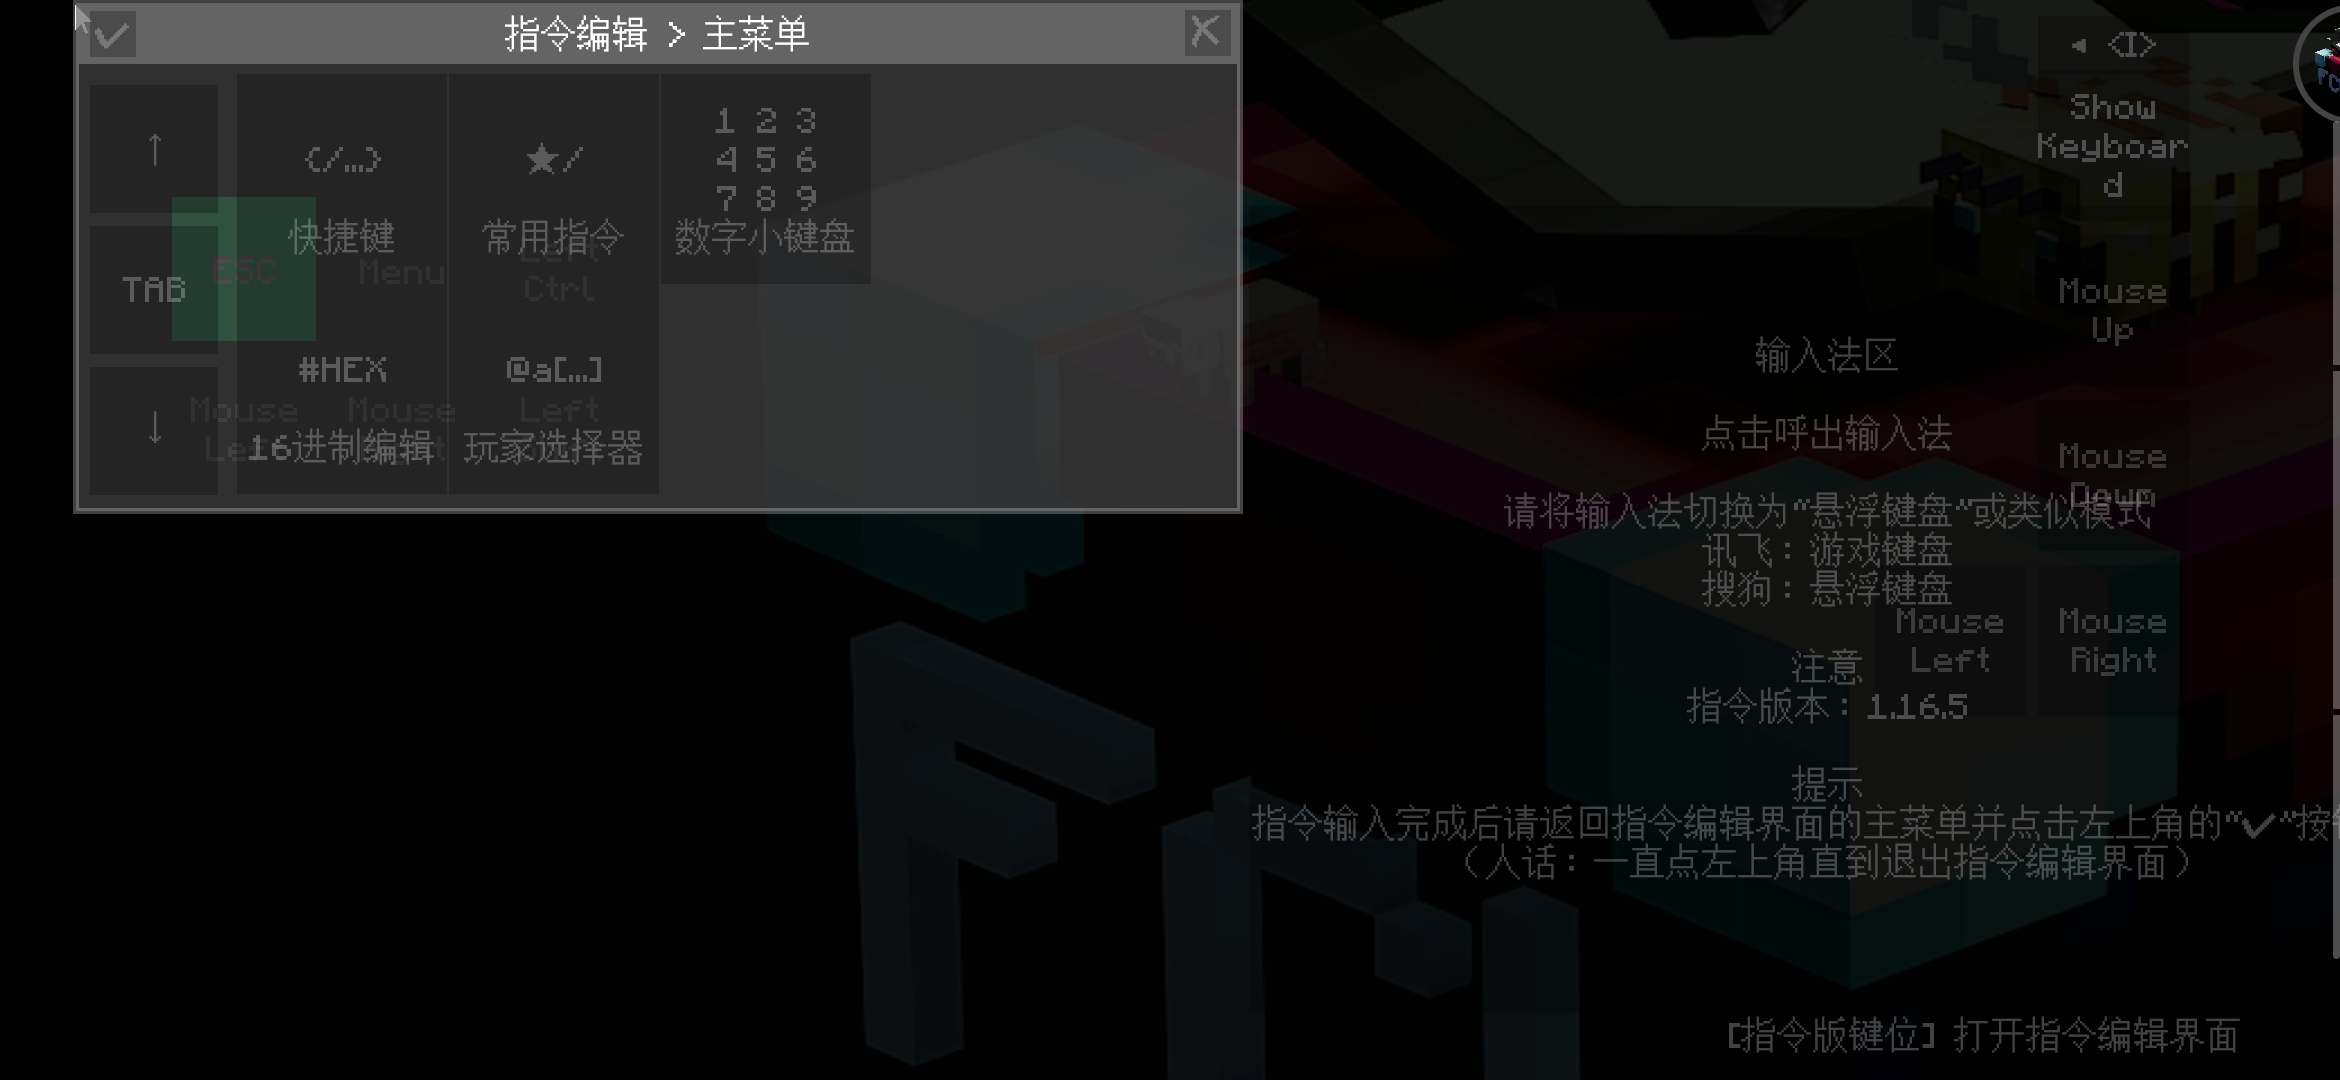 指令编辑 > 主菜单
↑
TAB
↓
{/…}
快捷键
★/
常用指令
1 2 3
4 5 6
7 8 9
数字小键盘
#HEX
16进制编辑
@a[…]
玩家选择器
ESC
Menu
Left
Ctrl
Mouse
Mouse
Left
◀ <I>
Show
Keyboar
d
Mouse
Up
Mouse
Down
Mouse
Left
Mouse
Right
输入法区
点击呼出输入法
请将输入法切换为“悬浮键盘“或类似模式
讯飞：游戏键盘
搜狗：悬浮键盘
注意
指令版本：1.16.5
提示
指令输入完成后请返回指令编辑界面的主菜单并点击左上角的“✓“按
（人话：一直点左上角直到退出指令编辑界面）
[指令版键位] 打开指令编辑界面